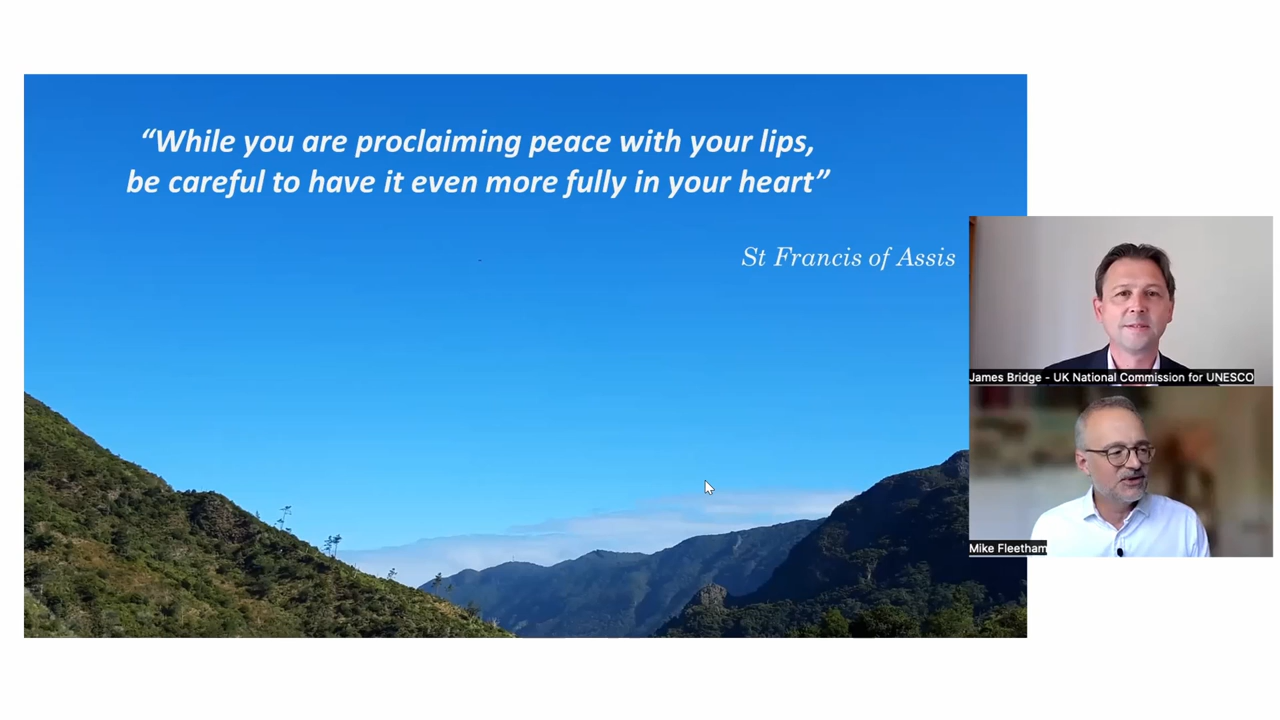 “While you are proclaiming peace with your lips,
be careful to have it even more fully in your heart”
St Francis of Assis
James Bridge - UK National Commission for UNESCO
Mike Fleetham